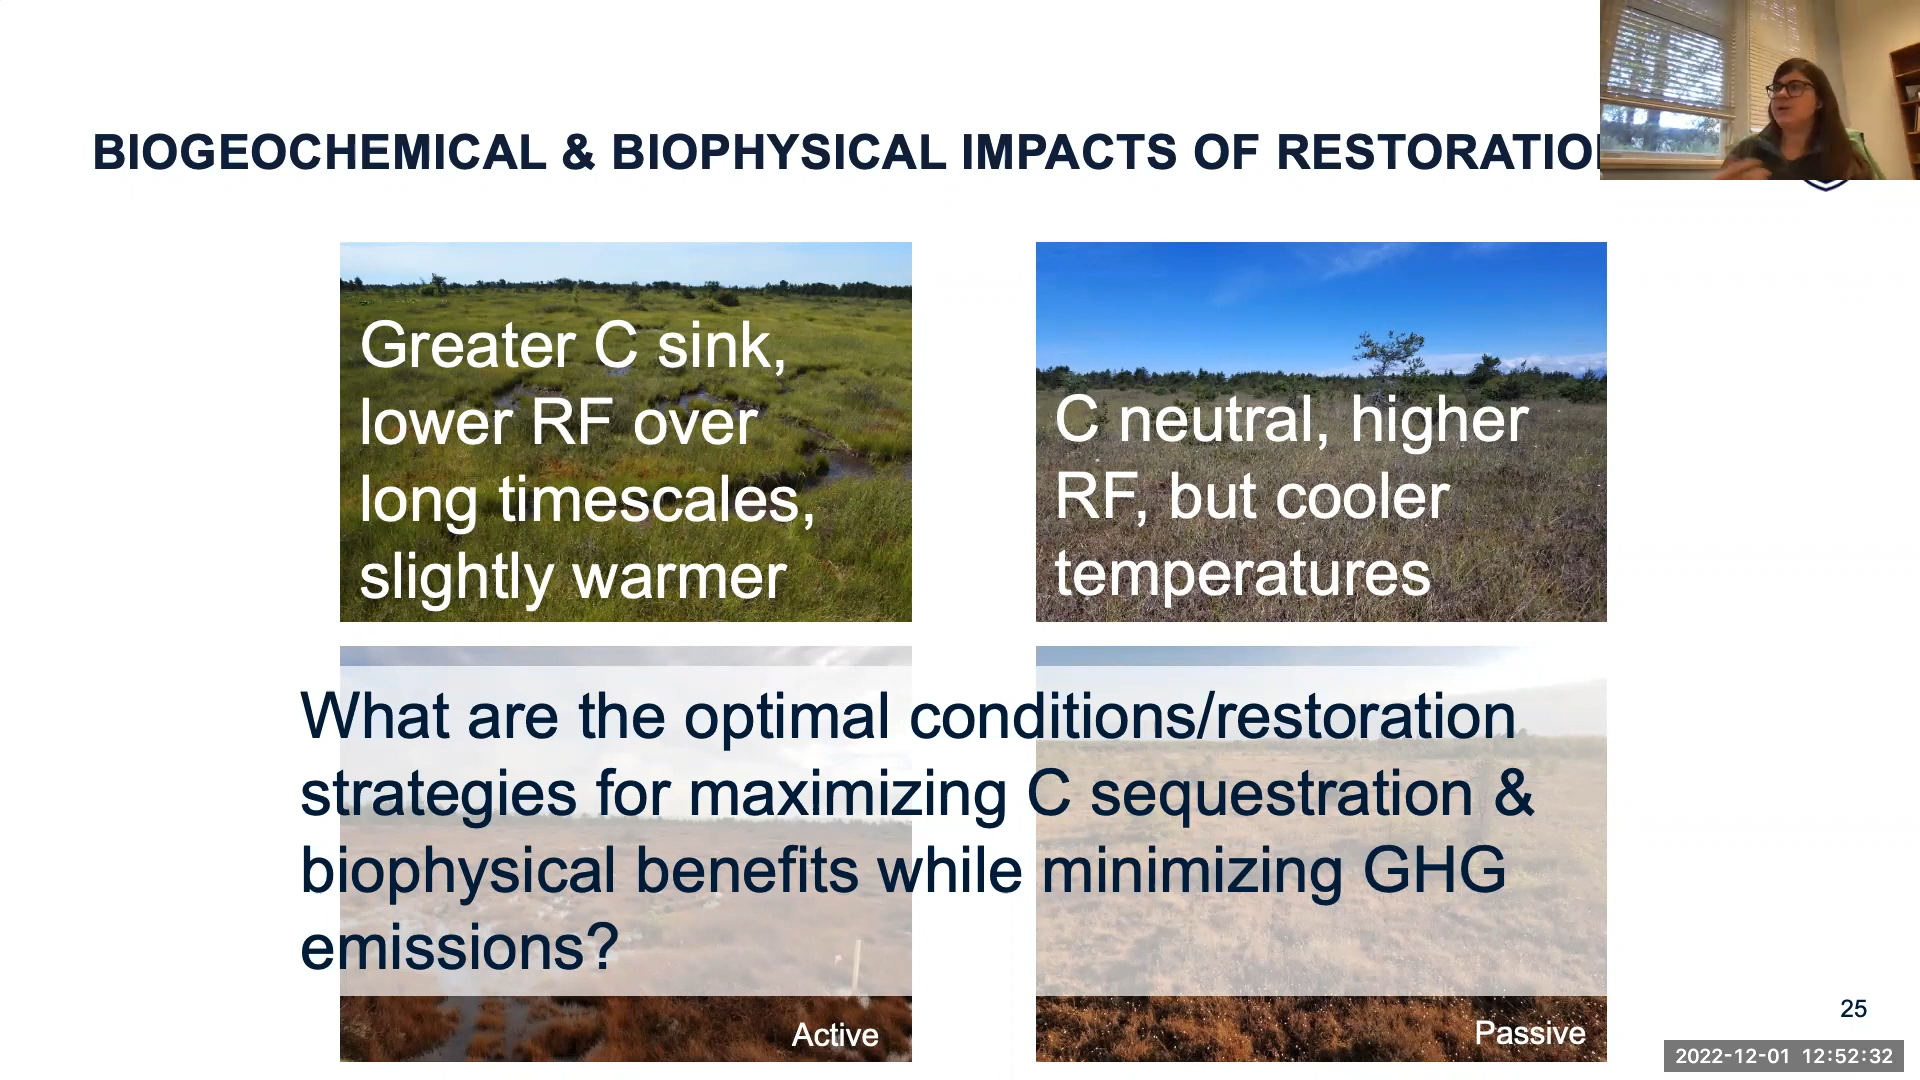 BIOGEOCHEMICAL & BIOPHYSICAL IMPACTS OF RESTORATIO
Greater C sink,
lower RF over
long timescales,
slightly warmer
C neutral, higher
RF, but cooler
temperatures
What are the optimal conditions/restoration
strategies for maximizing C sequestration &
biophysical benefits while minimizing GHG
emissions?
Active
Passive
25
2022-12-01 12:52:32